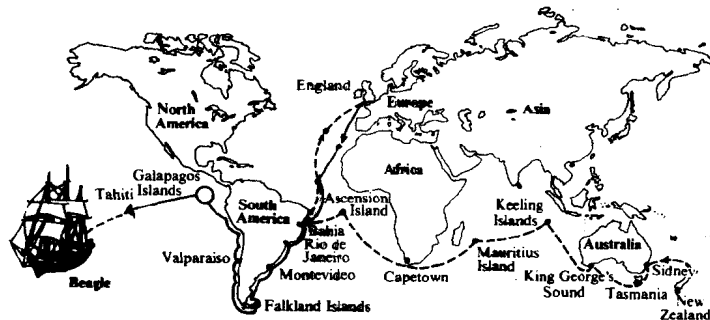 England
Europe
Asia
North
America
Africa
Galapagos
Islands
Tahiti
South
America
Ascension
Island
Keeling
Islands
Bahia
Rio de
Janeiro
Australia
Valparaiso
Mauritius
Island
Montevideo
Capetown
King George's
Sound
Sidney
Tasmania
Beagle
Falkland Islands
New
Zealand